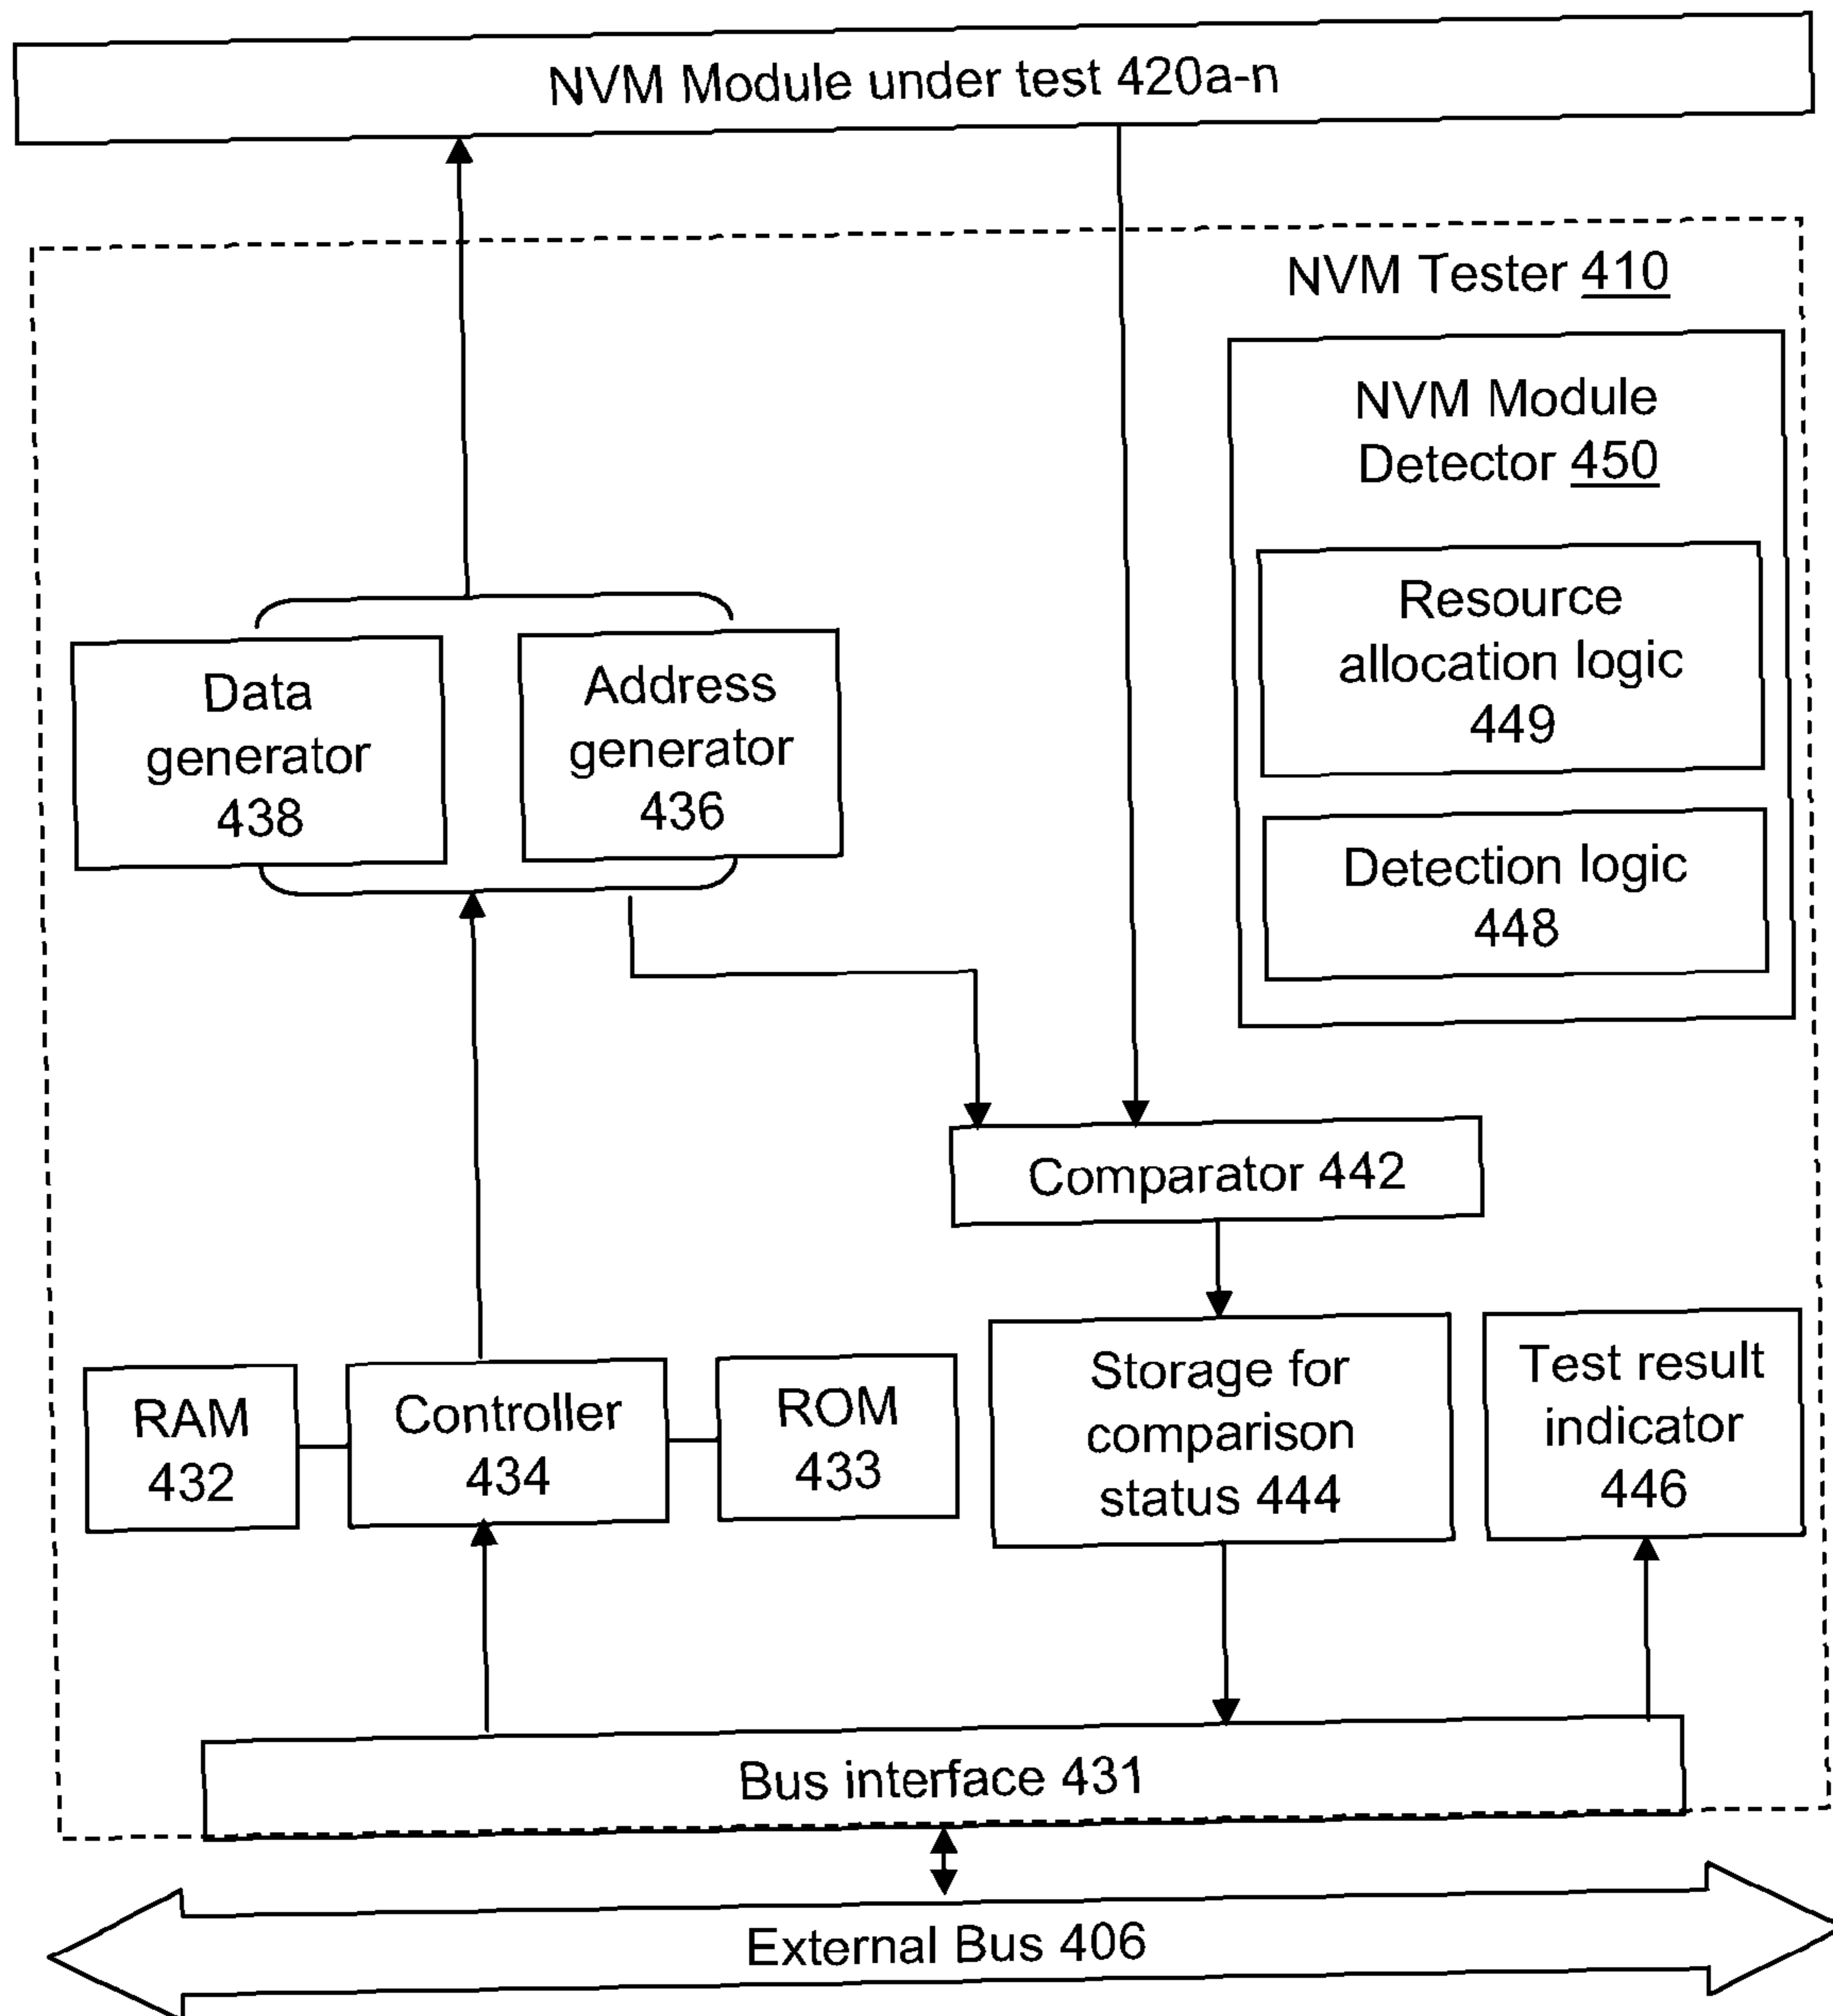 NVM Module under test 420a-n
NVM Tester 410
NVM Module
Detector 450
Resource
allocation logic
449
Detection logic
448
Data
generator
438
Address
generator
436
Comparator 442
RAM
432
Controller
434
ROM
433
Storage for
comparison
status 444
Test result
indicator
446
Bus interface 431
External Bus 406